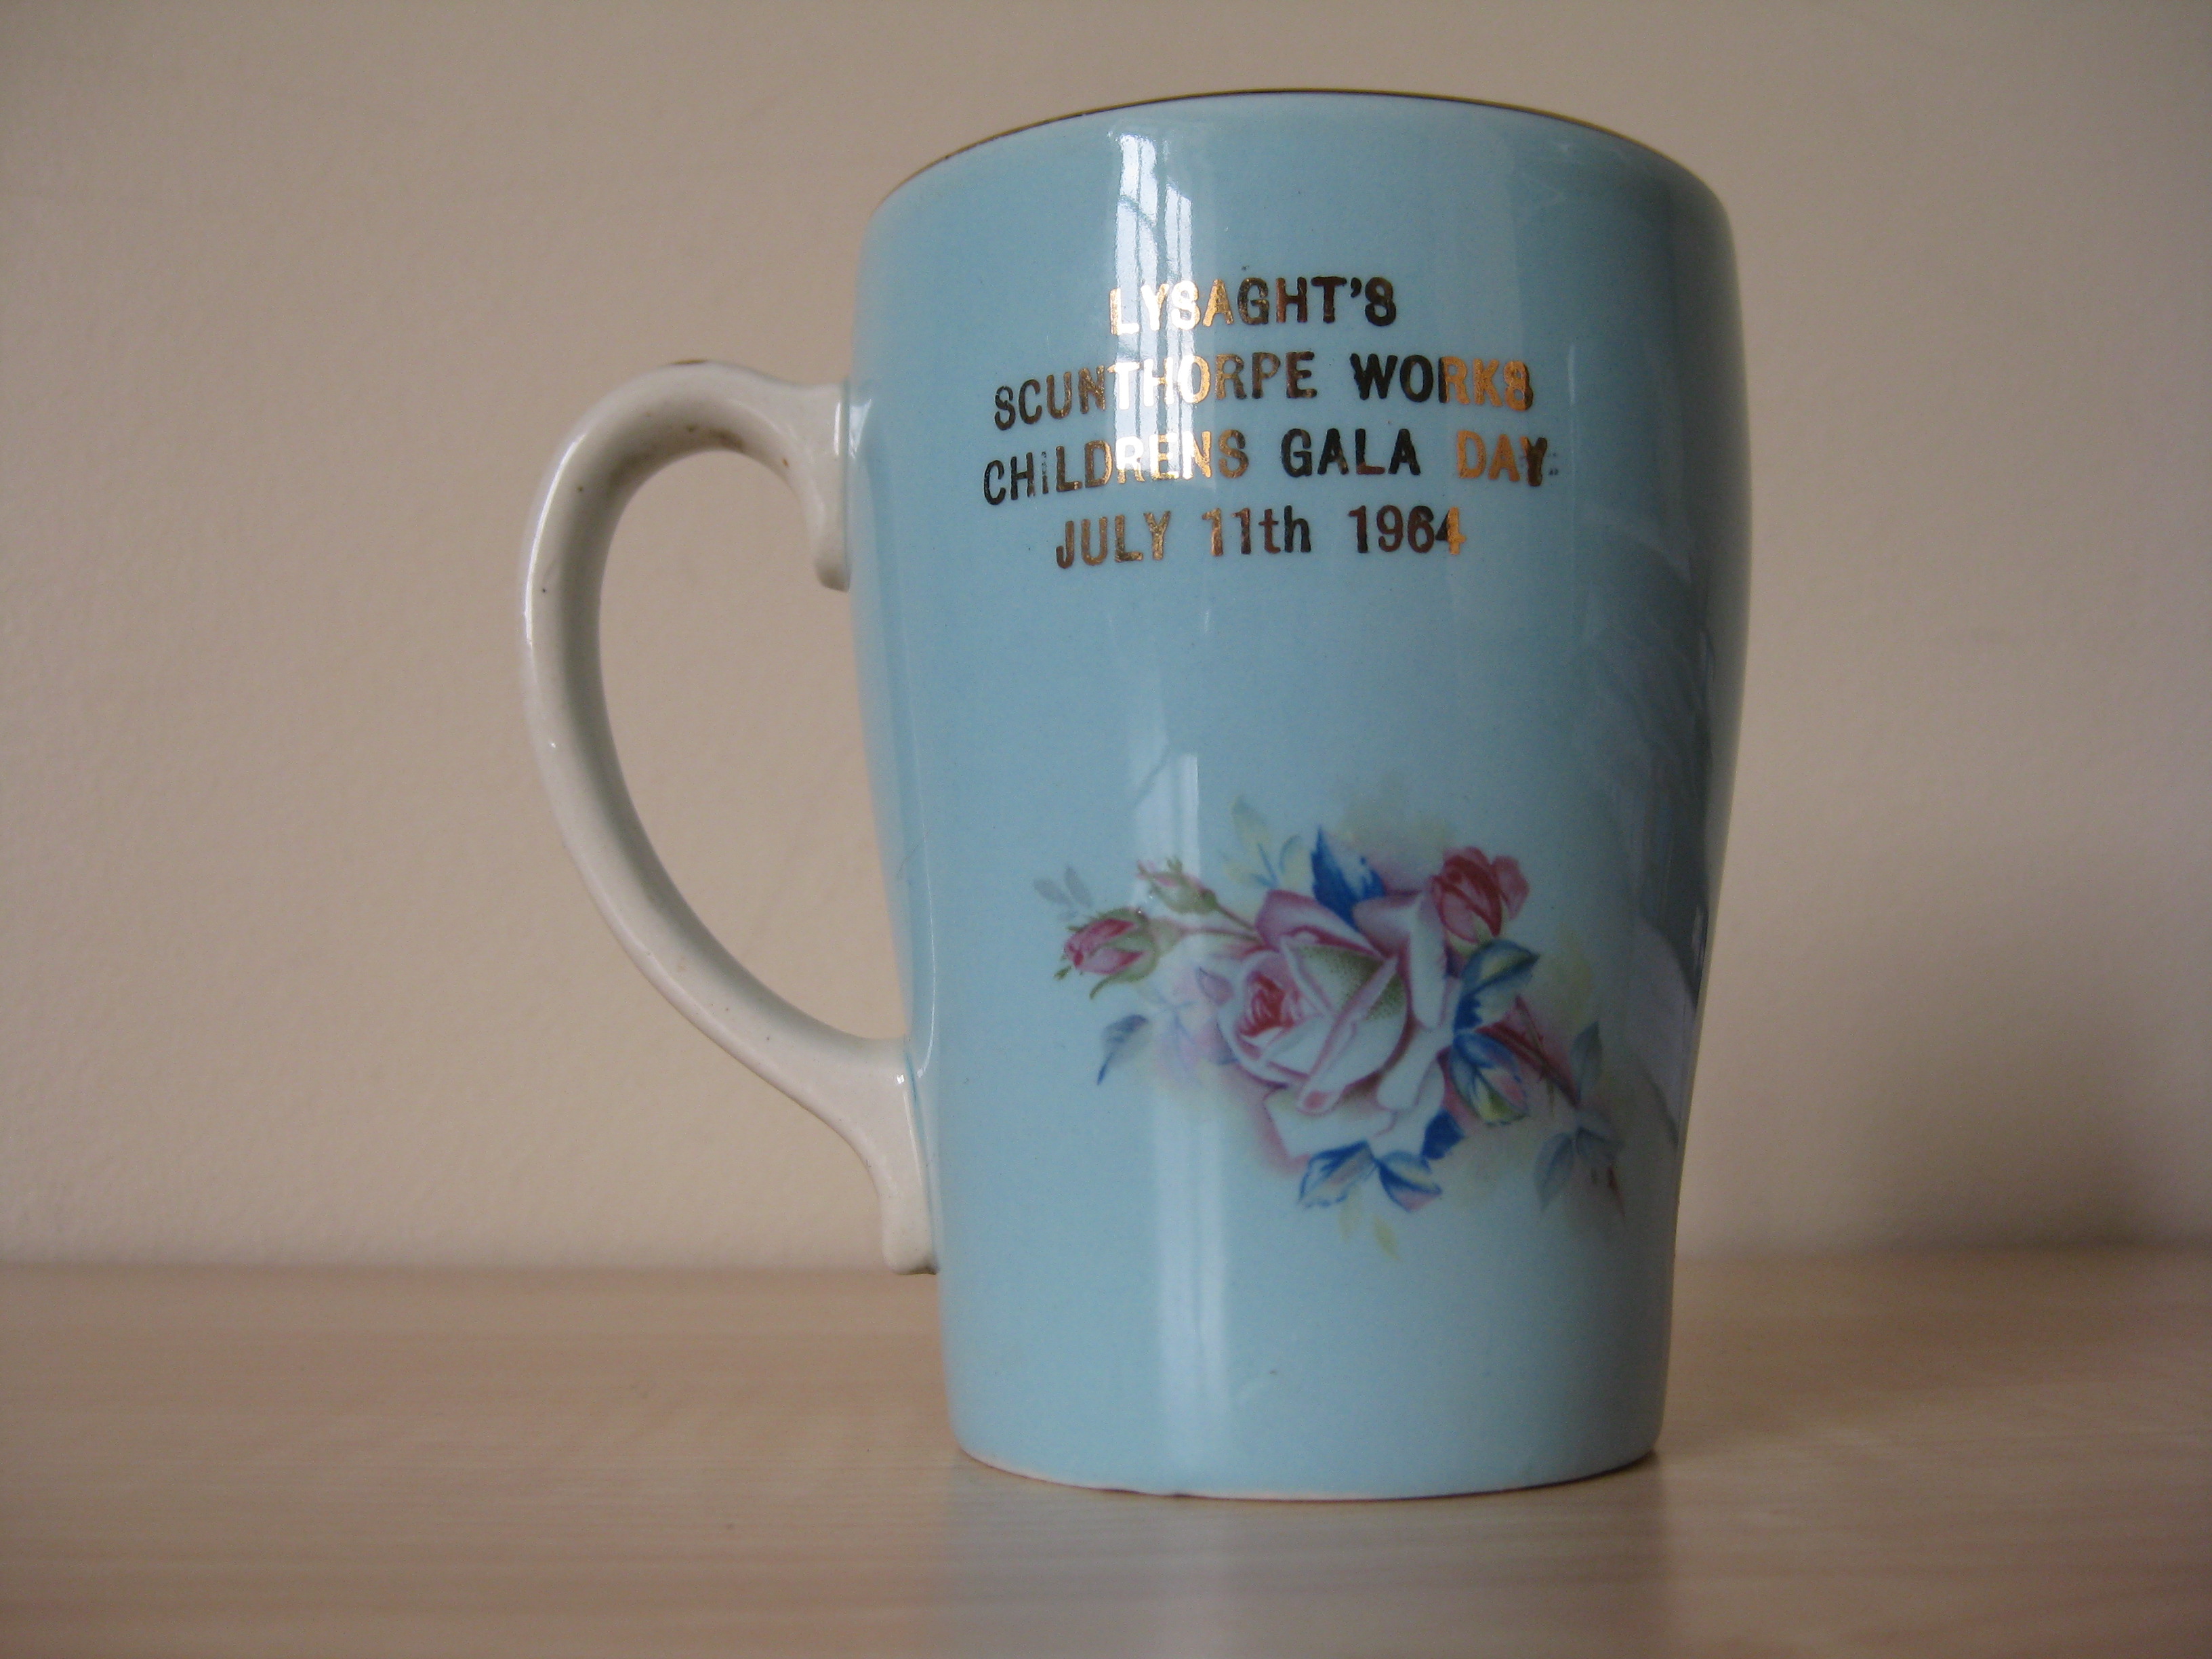 LYSAGHT'S
SCUNTHORPE WORKS
CHILDRENS GALA DAY
JULY 11th 1964